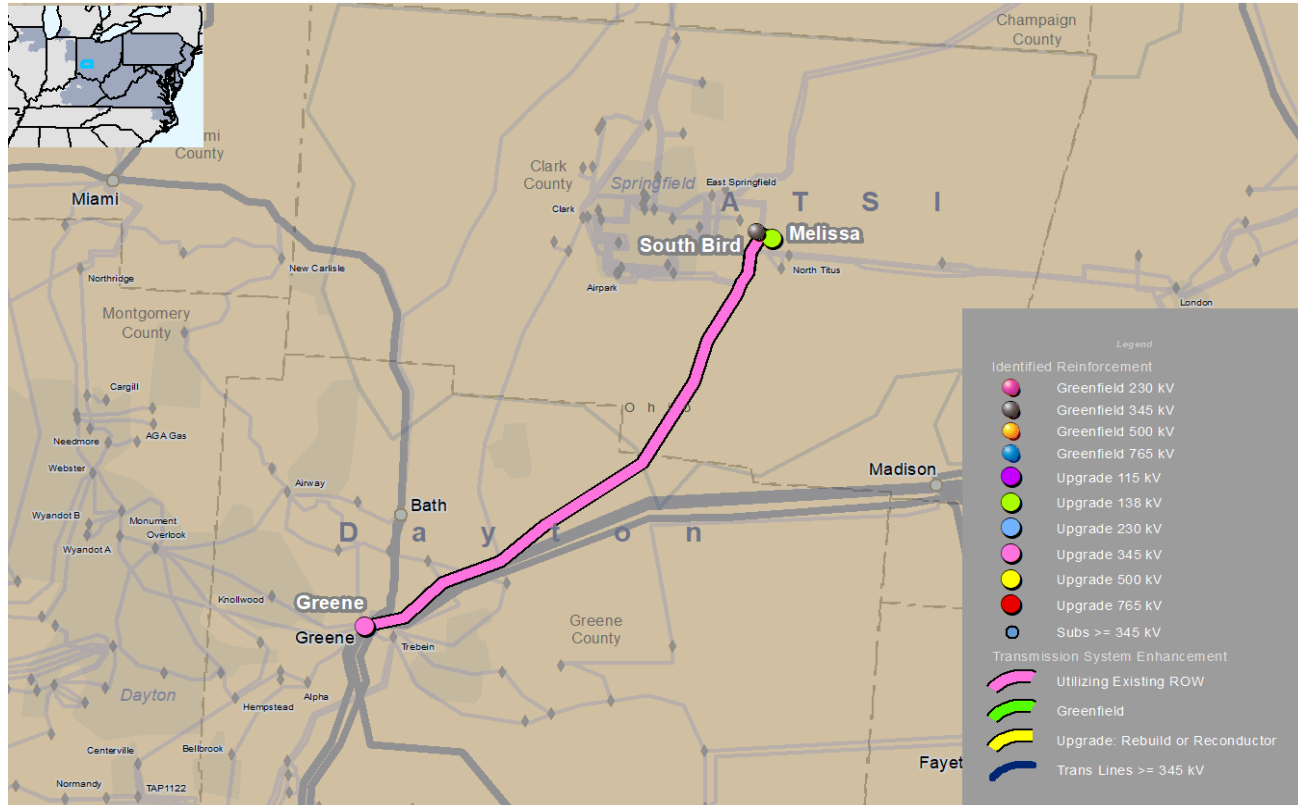 Champaign
County
mi
County
Clark
County
Springfield
East Springfield
Miami
Clark
A T S I
South Bird
Melissa
New Carlisle
North Titus
Northridge
Airpark
London
Montgomery
County
Cargill
Ohio
Needmore
AGA Gas
Webster
Madison
Airway
Wyandot B
Monument
Bath
Overlook
Wyandot A
D a y t o n
Knollwood
Greene
Greene
Trebein
Greene
County
Dayton
Alpha
Hempstead
Centerville
Bellbrook
Fayet
Normandy
TAP1122
Legend
Identified Reinforcement
Greenfield 230 kV
Greenfield 345 kV
Greenfield 500 kV
Greenfield 765 kV
Upgrade 115 kV
Upgrade 138 kV
Upgrade 230 kV
Upgrade 345 kV
Upgrade 500 kV
Upgrade 765 kV
Subs >= 345 kV
Transmission System Enhancement
Utilizing Existing ROW
Greenfield
Upgrade: Rebuild or Reconductor
Trans Lines >= 345 kV